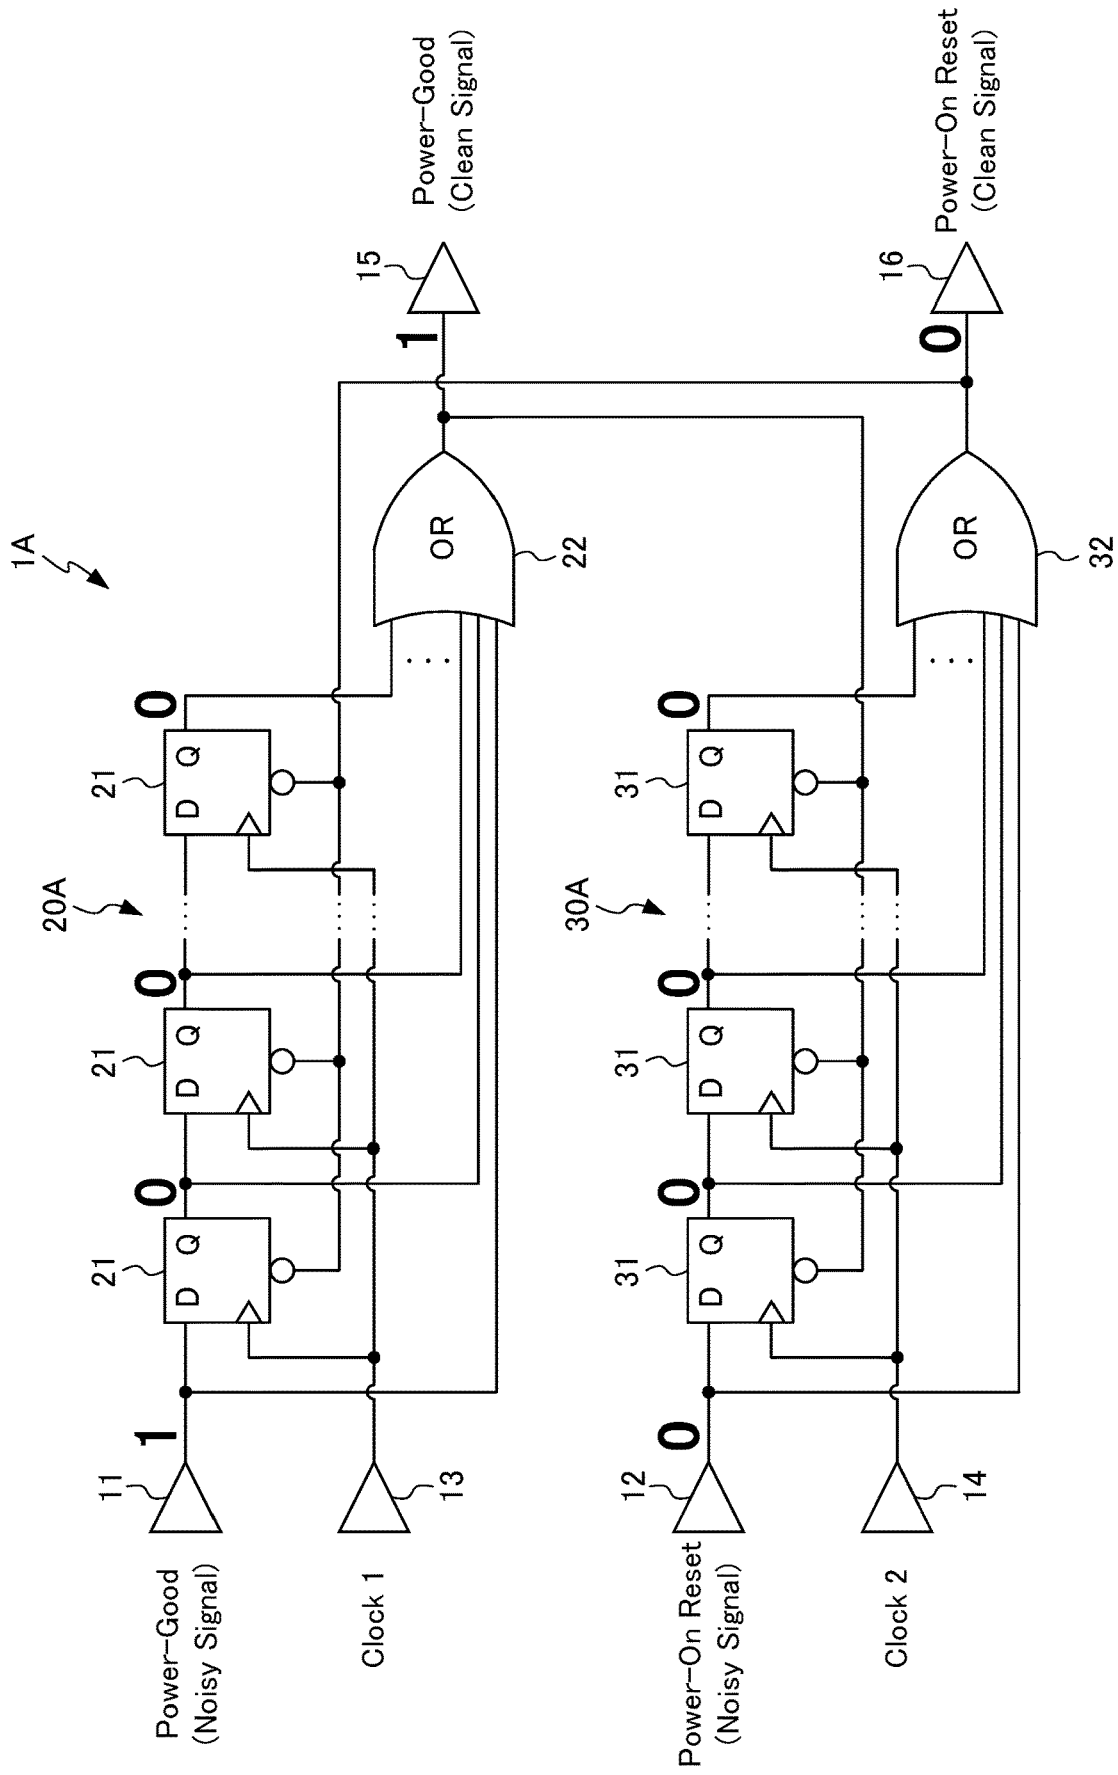 1A
20A
Power-Good
(Noisy Signal)
11
1
D Q
21
0
D Q
21
0
D Q
21
0
Clock 1
13
· · ·
OR
22
1
15
Power-Good
(Clean Signal)
30A
Power-On Reset
(Noisy Signal)
12
0
D Q
31
0
D Q
31
0
D Q
31
0
Clock 2
14
· · ·
OR
32
0
16
Power-On Reset
(Clean Signal)